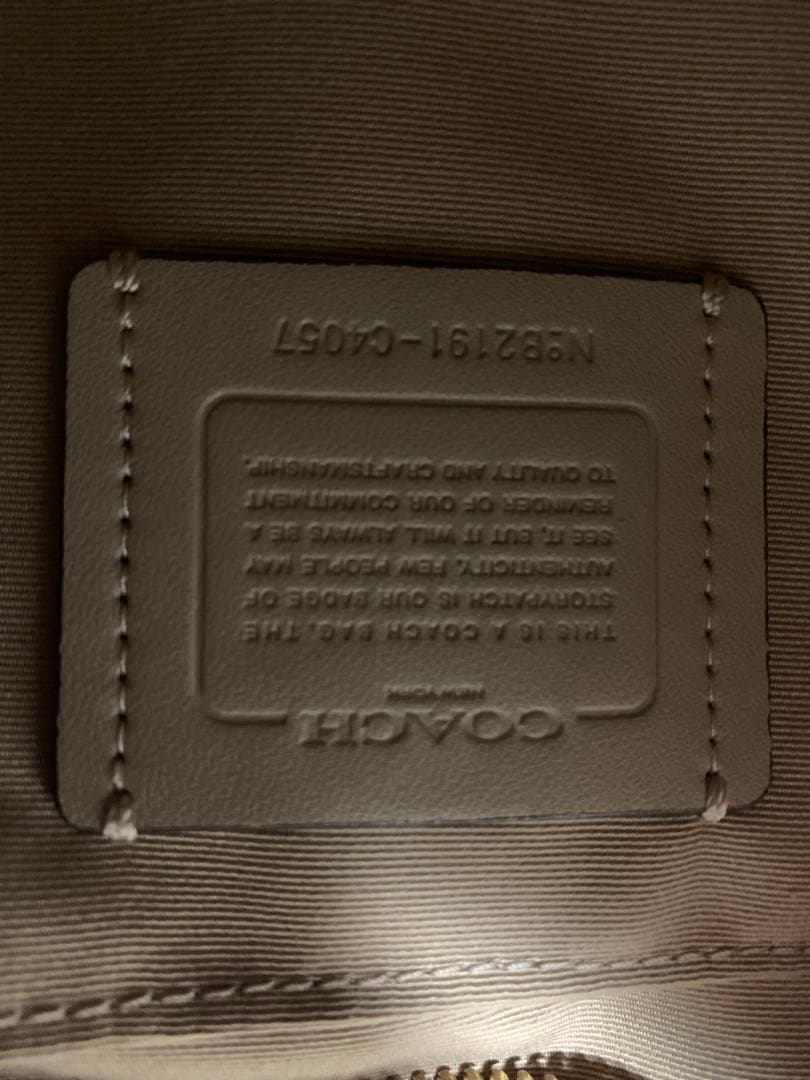 COACH
NEW YORK
THIS IS A COACH BAG. THE
STORYPATCH IS OUR BADGE OF
AUTHENTICITY. FEW PEOPLE MAY
SEE IT, BUT IT WILL ALWAYS BE A
REMINDER OF OUR COMMITMENT
TO QUALITY AND CRAFTSMANSHIP.
NºB2191-C4057